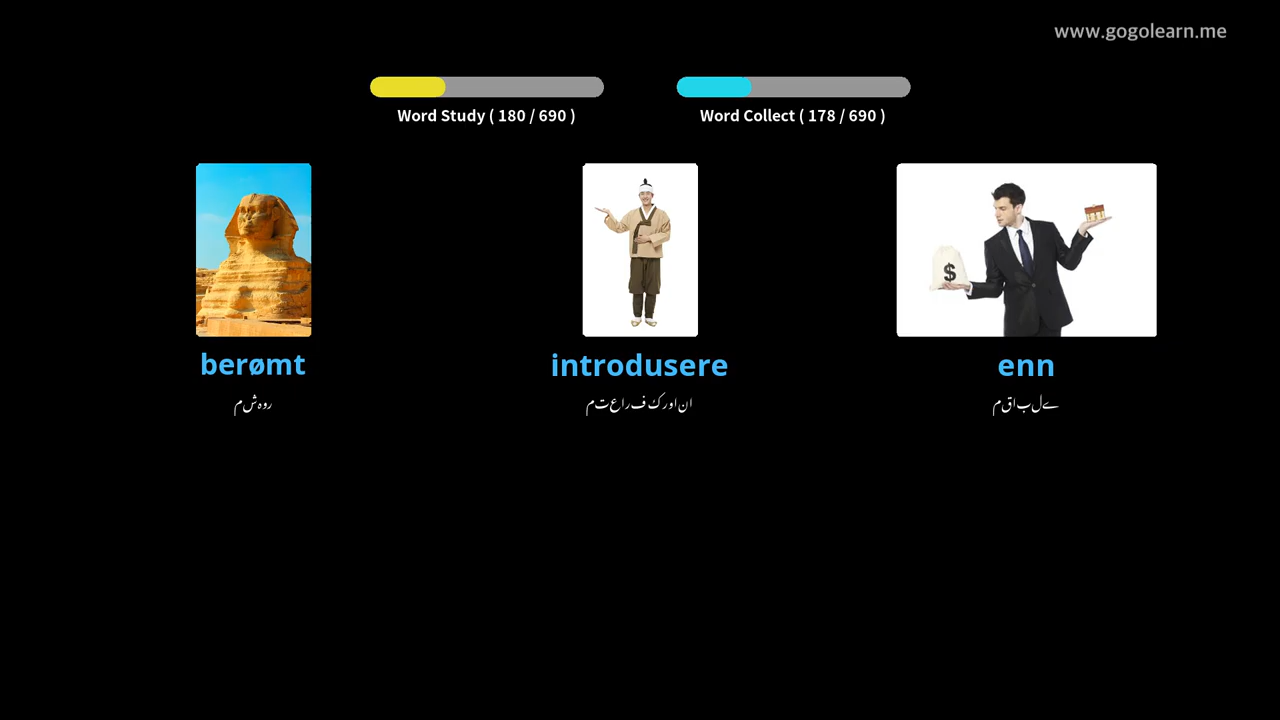 www.gogolearn.me
Word Study ( 180 / 690 )
Word Collect ( 178 / 690 )
berømt
introdusere
enn
مشہور
متعارف کروانا
مقابلے